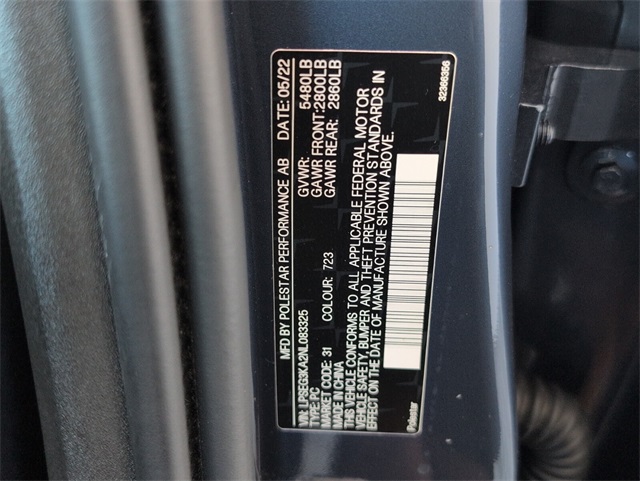 MFD BY POLESTAR PERFORMANCE AB DATE: 05/22
GVWR: 5480LB
GAWR FRONT: 2800LB
GAWR REAR: 2860LB
VIN: LPSEG3KA2NL083325
TYPE: PC
MARKET CODE: 31 COLOUR: 723
MADE IN CHINA
THIS VEHICLE CONFORMS TO ALL APPLICABLE FEDERAL MOTOR
VEHICLE SAFETY, BUMPER AND THEFT PREVENTION STANDARDS IN
EFFECT ON THE DATE OF MANUFACTURE SHOWN ABOVE.
Polestar
32366356